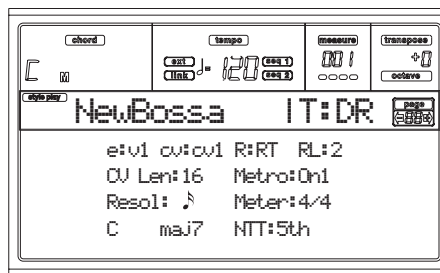 chord tempo measure transpose
C M ext link ♩= 120 seq 1 seq 2 001 +0 octave
style play NewBossa 1T:DR page
e:v1 cv:cv1 R:RT RL:2
CV Len:16 Metro:On1
Resol: ♪ Meter:4/4
C maj7 NTT:5th